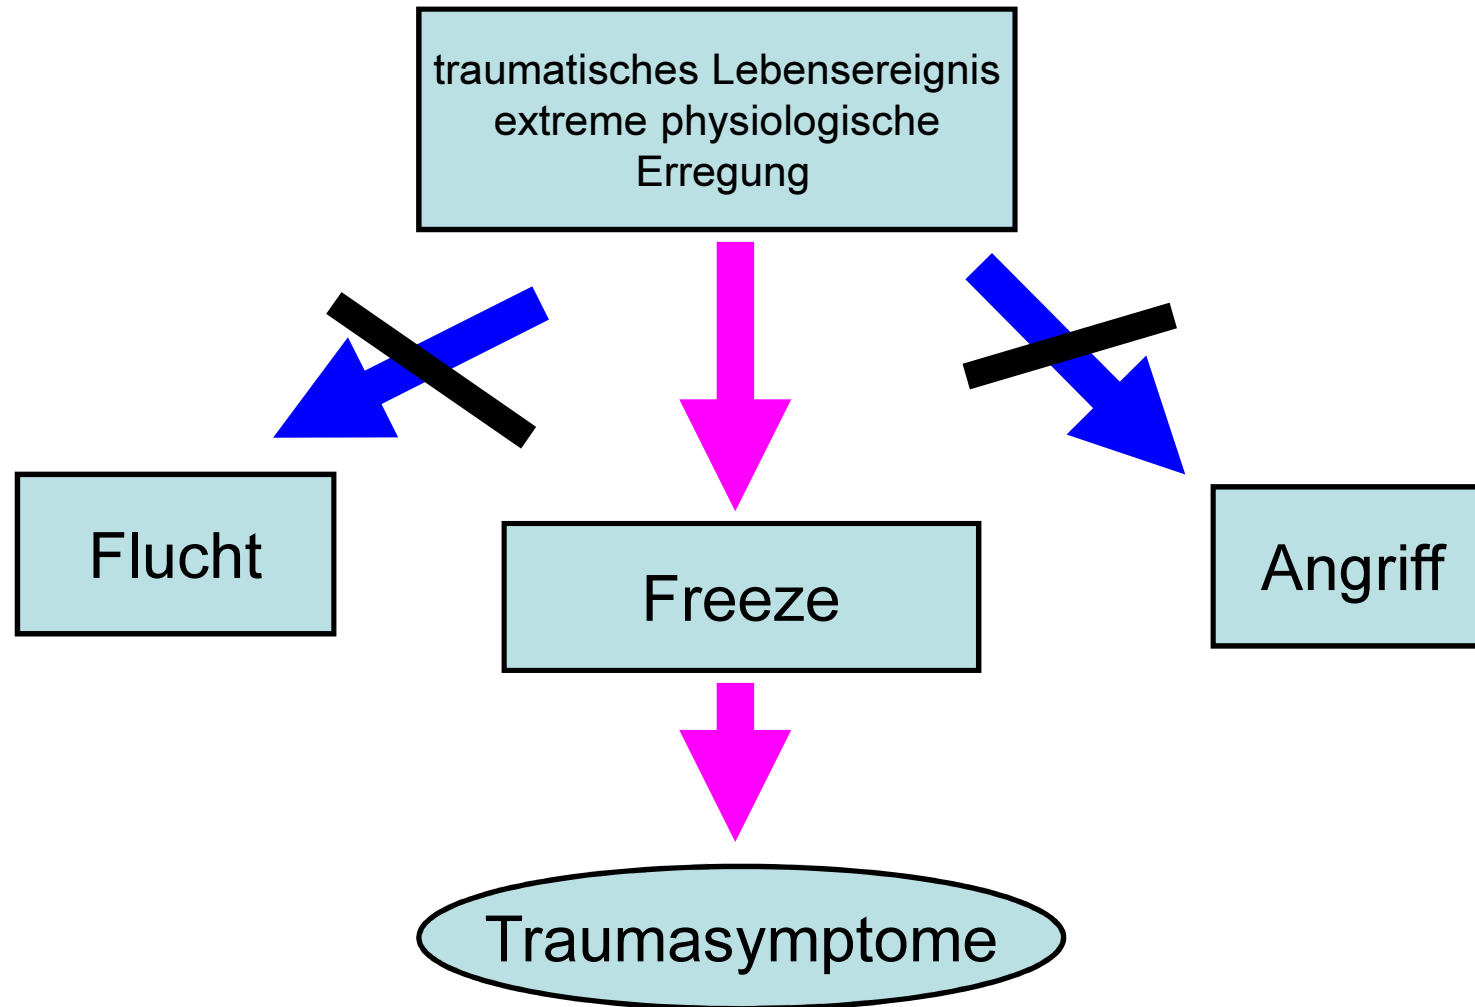 traumatisches Lebensereignis
extreme physiologische
Erregung
Flucht
Freeze
Angriff
Traumasymptome